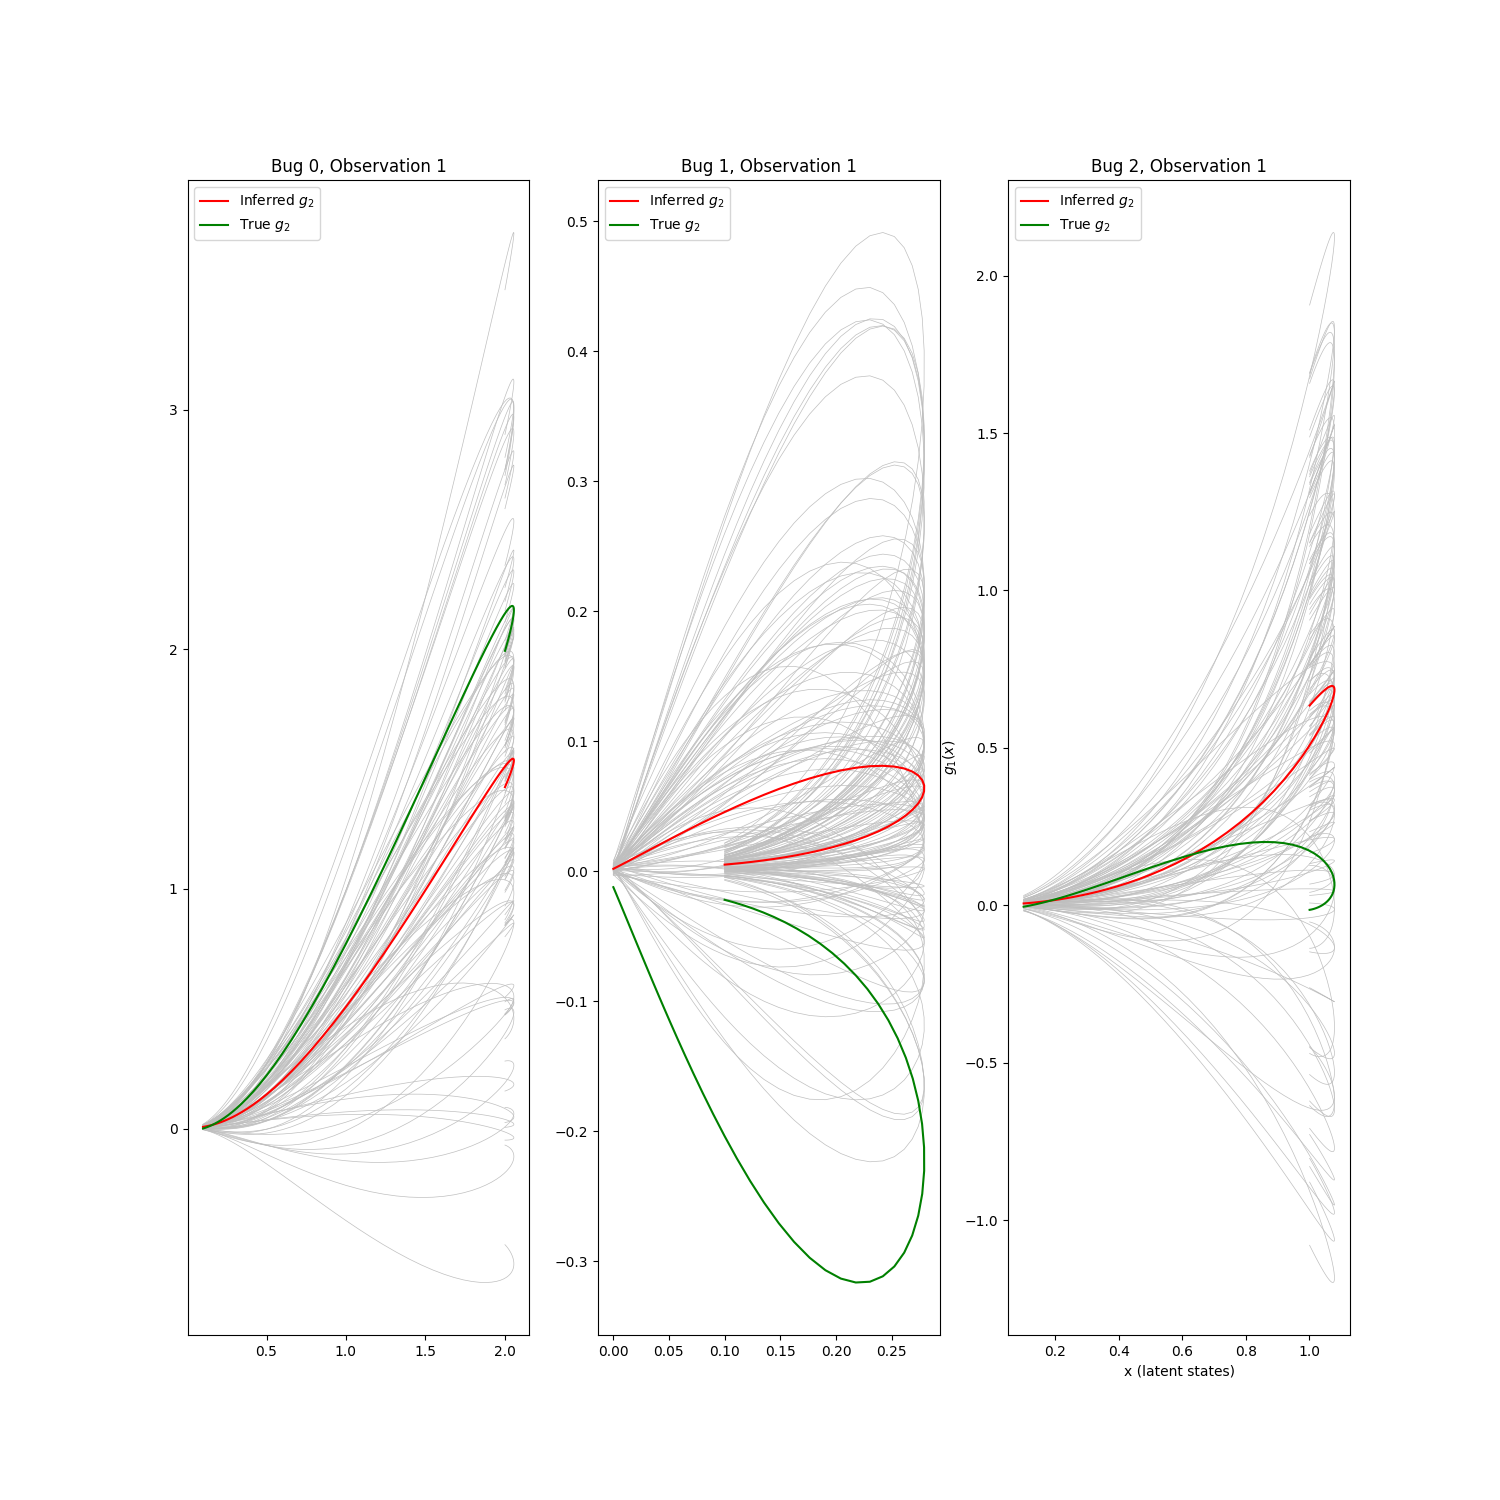 Bug 0, Observation 1
Inferred g₂
True g₂
3
2
1
0
0.5 1.0 1.5 2.0
Bug 1, Observation 1
Inferred g₂
True g₂
0.5
0.4
0.3
0.2
0.1
0.0
−0.1
−0.2
−0.3
0.00 0.05 0.10 0.15 0.20 0.25
Bug 2, Observation 1
Inferred g₂
True g₂
2.0
1.5
1.0
0.5
0.0
−0.5
−1.0
g₁(x)
0.2 0.4 0.6 0.8 1.0
x (latent states)